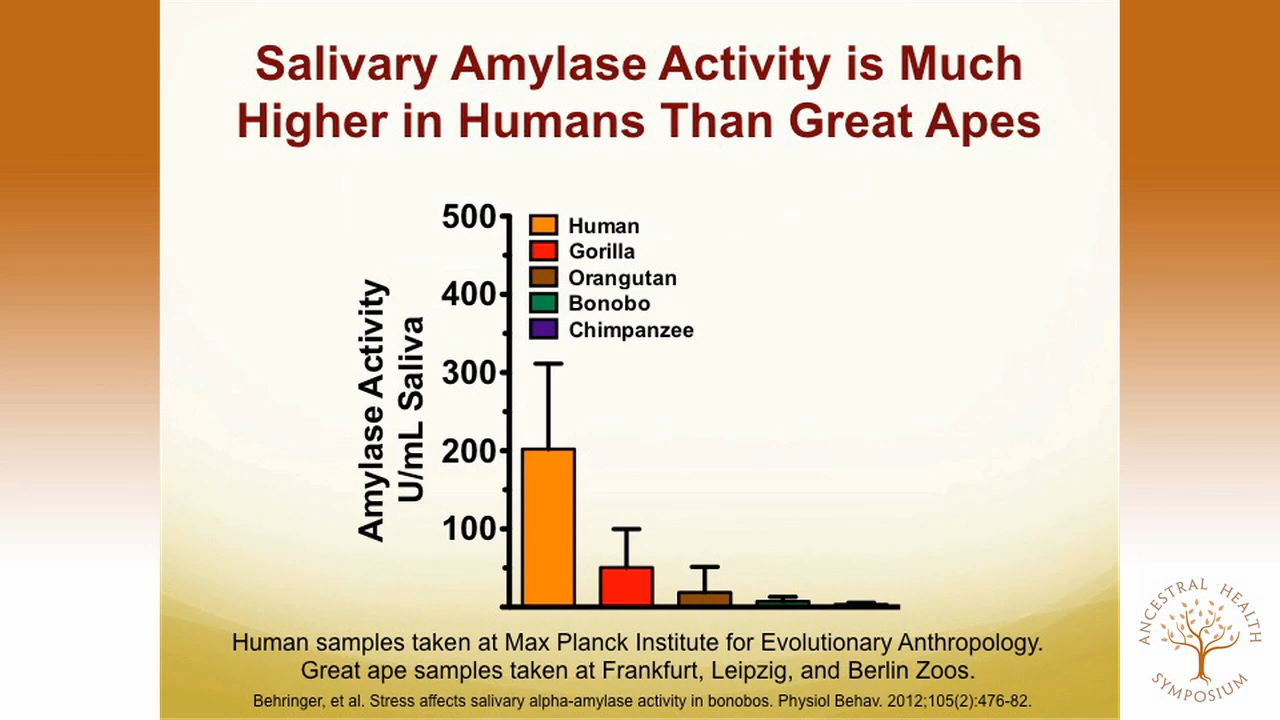 Salivary Amylase Activity is Much
Higher in Humans Than Great Apes
500
400
300
200
100
Amylase Activity
U/mL Saliva
Human
Gorilla
Orangutan
Bonobo
Chimpanzee
Human samples taken at Max Planck Institute for Evolutionary Anthropology.
Great ape samples taken at Frankfurt, Leipzig, and Berlin Zoos.
Behringer, et al. Stress affects salivary alpha-amylase activity in bonobos. Physiol Behav. 2012;105(2):476-82.
ANCESTRAL HEALTH
SYMPOSIUM